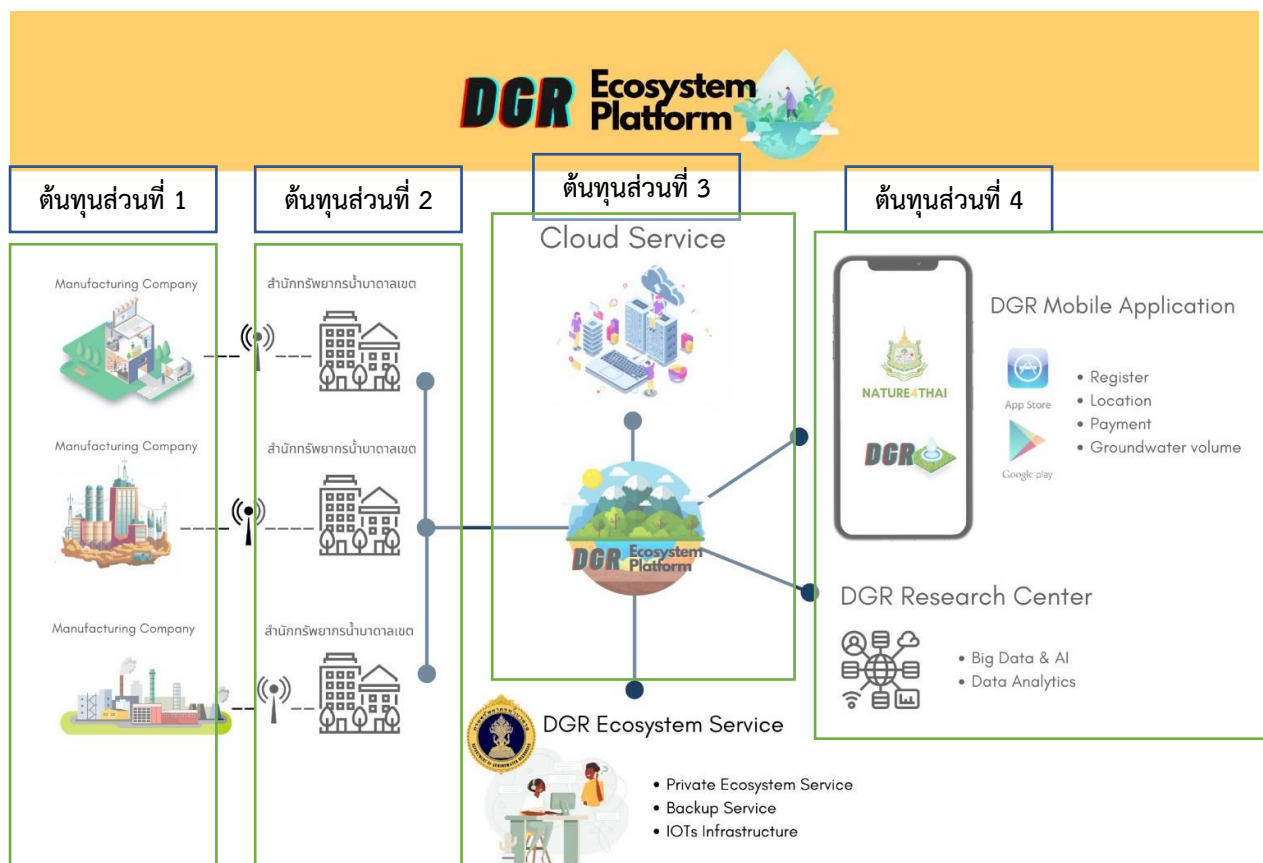 DGR Ecosystem
Platform
ต้นทุนส่วนที่ 1
ต้นทุนส่วนที่ 2
ต้นทุนส่วนที่ 3
ต้นทุนส่วนที่ 4
Manufacturing Company
สำนักทรัพยากรน้ำบาดาลเขต
Manufacturing Company
สำนักทรัพยากรน้ำบาดาลเขต
Manufacturing Company
สำนักทรัพยากรน้ำบาดาลเขต
Cloud Service
DGR Ecosystem
Platform
NATURE4THAI
DGR
DGR Mobile Application
App Store
Google play
• Register
• Location
• Payment
• Groundwater volume
DGR Research Center
• Big Data & AI
• Data Analytics
DGR Ecosystem Service
• Private Ecosystem Service
• Backup Service
• IOTs Infrastructure